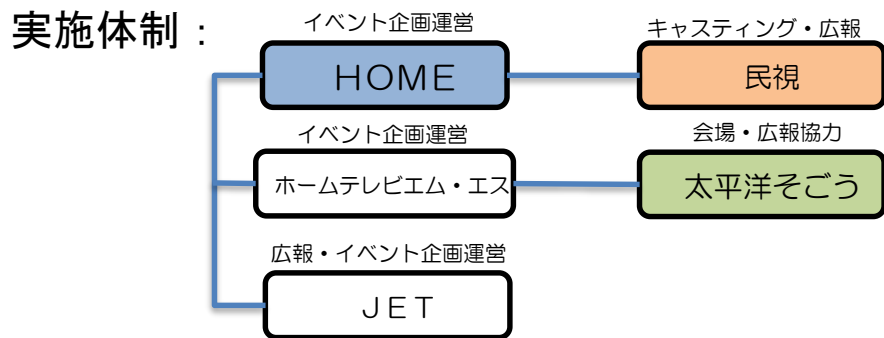 実施体制：
イベント企画運営
キャスティング・広報
HOME
民視
イベント企画運営
会場・広報協力
ホームテレビエム・エス
太平洋そごう
広報・イベント企画運営
JET